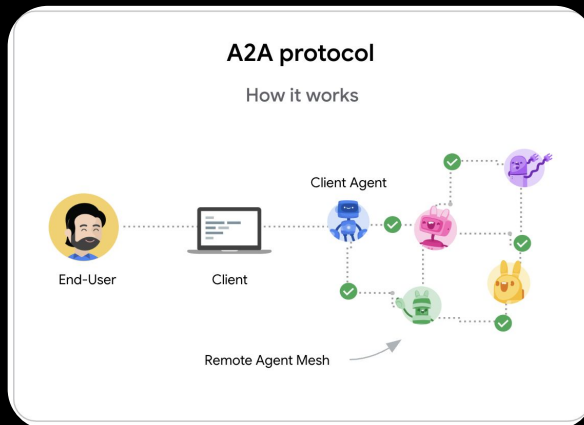 A2A protocol
How it works
Client Agent
End-User
Client
Remote Agent Mesh